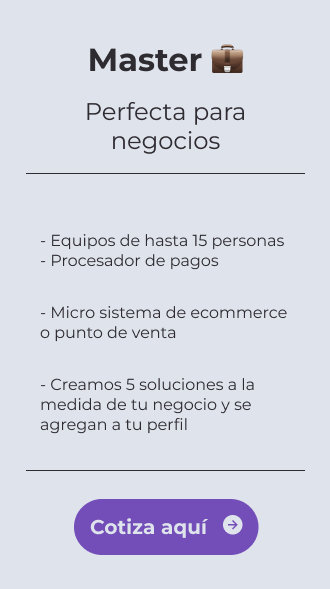 Master 💼
Perfecta para
negocios
- Equipos de hasta 15 personas
- Procesador de pagos
- Micro sistema de ecommerce
o punto de venta
- Creamos 5 soluciones a la
medida de tu negocio y se
agregan a tu perfil
Cotiza aquí